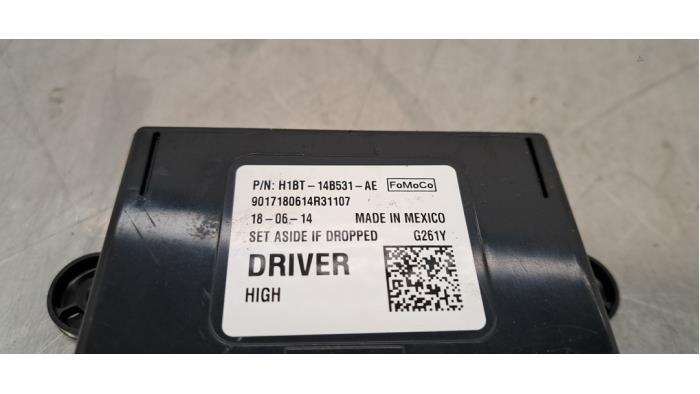 P/N: H1BT-14B531-AE FoMoCo
9017180614R31107
18-06-14 MADE IN MEXICO
SET ASIDE IF DROPPED G261Y
DRIVER
HIGH